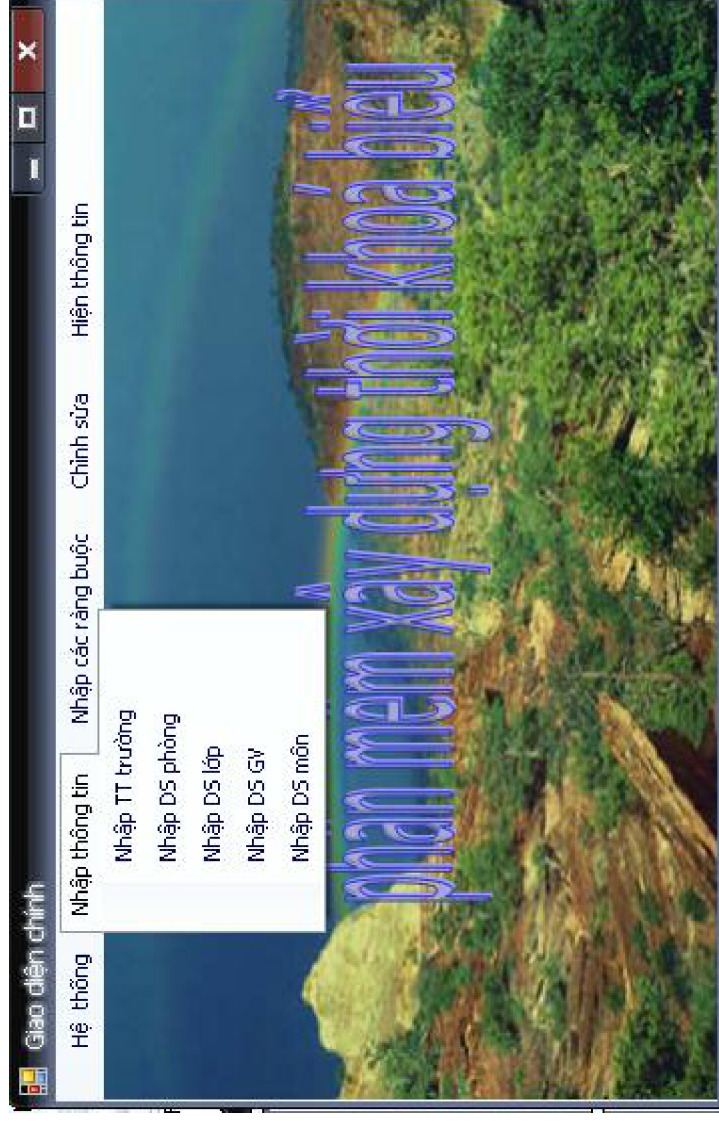 Giao diện chính
Hệ thống Nhập thông tin Nhập các ràng buộc Chỉnh sửa Hiện thông tin
Nhập TT trường
Nhập DS phòng
Nhập DS lớp
Nhập DS GV
Nhập DS môn
phần mềm xây dựng thời khoá biểu